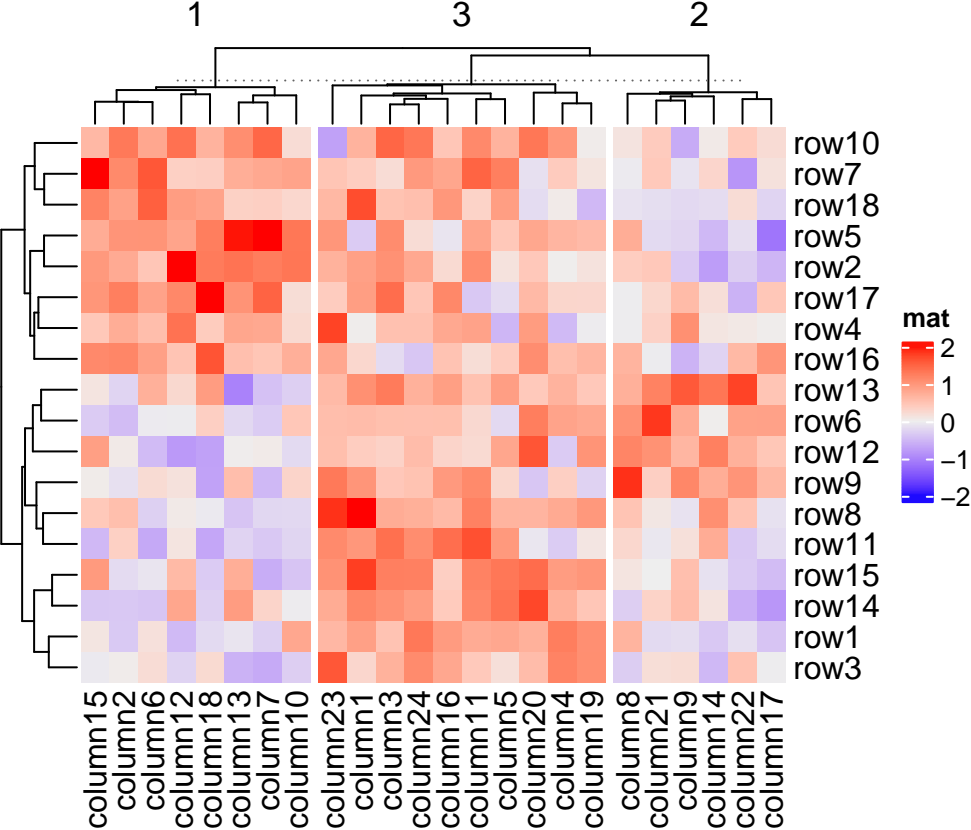 1 3 2
row10
row7
row18
row5
row2
row17
row4
row16
row13
row6
row12
row9
row8
row11
row15
row14
row1
row3
mat
2
1
0
−1
−2
column15
column2
column6
column12
column18
column13
column7
column10
column23
column1
column3
column24
column16
column11
column5
column20
column4
column19
column8
column21
column9
column14
column22
column17